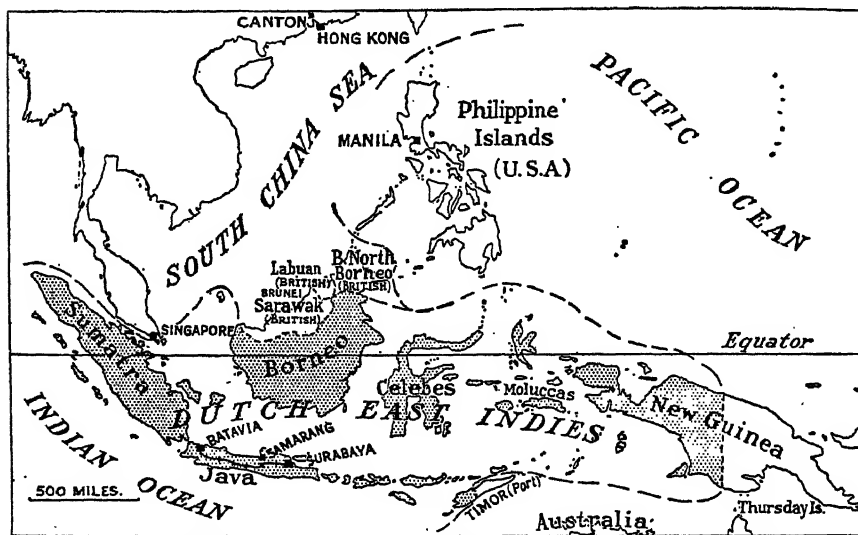 CANTON
HONG KONG
SOUTH CHINA SEA
PACIFIC OCEAN
Philippine
Islands
(U.S.A)
MANILA
Labuan
(BRITISH)
BRUNEI
Sarawak
(BRITISH)
B. North
Borneo
(BRITISH)
SINGAPORE
Sumatra
Borneo
Equator
Celebes
Moluccas
New Guinea
DUTCH EAST INDIES
INDIAN OCEAN
BATAVIA
SAMARANG
SURABAYA
Java
500 MILES.
TIMOR (Port)
Australia
Thursday Is.